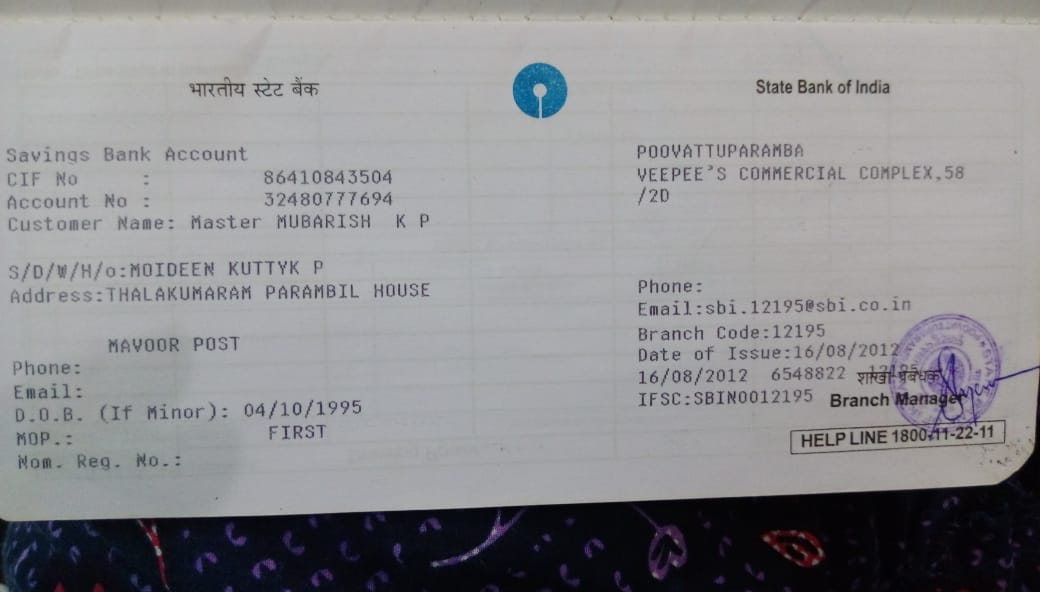 भारतीय स्टेट बैंक
State Bank of India
Savings Bank Account
CIF No : 86410843504
Account No : 32480777694
Customer Name: Master MUBARISH K P
S/D/W/H/o:MOIDEEN KUTTYK P
Address:THALAKUMARAM PARAMBIL HOUSE
MAVOOR POST
Phone:
Email:
D.O.B. (If Minor): 04/10/1995
MOP.: FIRST
Nom. Reg. No.:
POOVATTUPARAMBA
VEEPEE'S COMMERCIAL COMPLEX,58
/2D
Phone:
Email:sbi.12195@sbi.co.in
Branch Code:12195
Date of Issue:16/08/2012
16/08/2012 6548822 12195 शाखा प्रबंधक
IFSC:SBIN0012195 Branch Manager
HELP LINE 1800-11-22-11